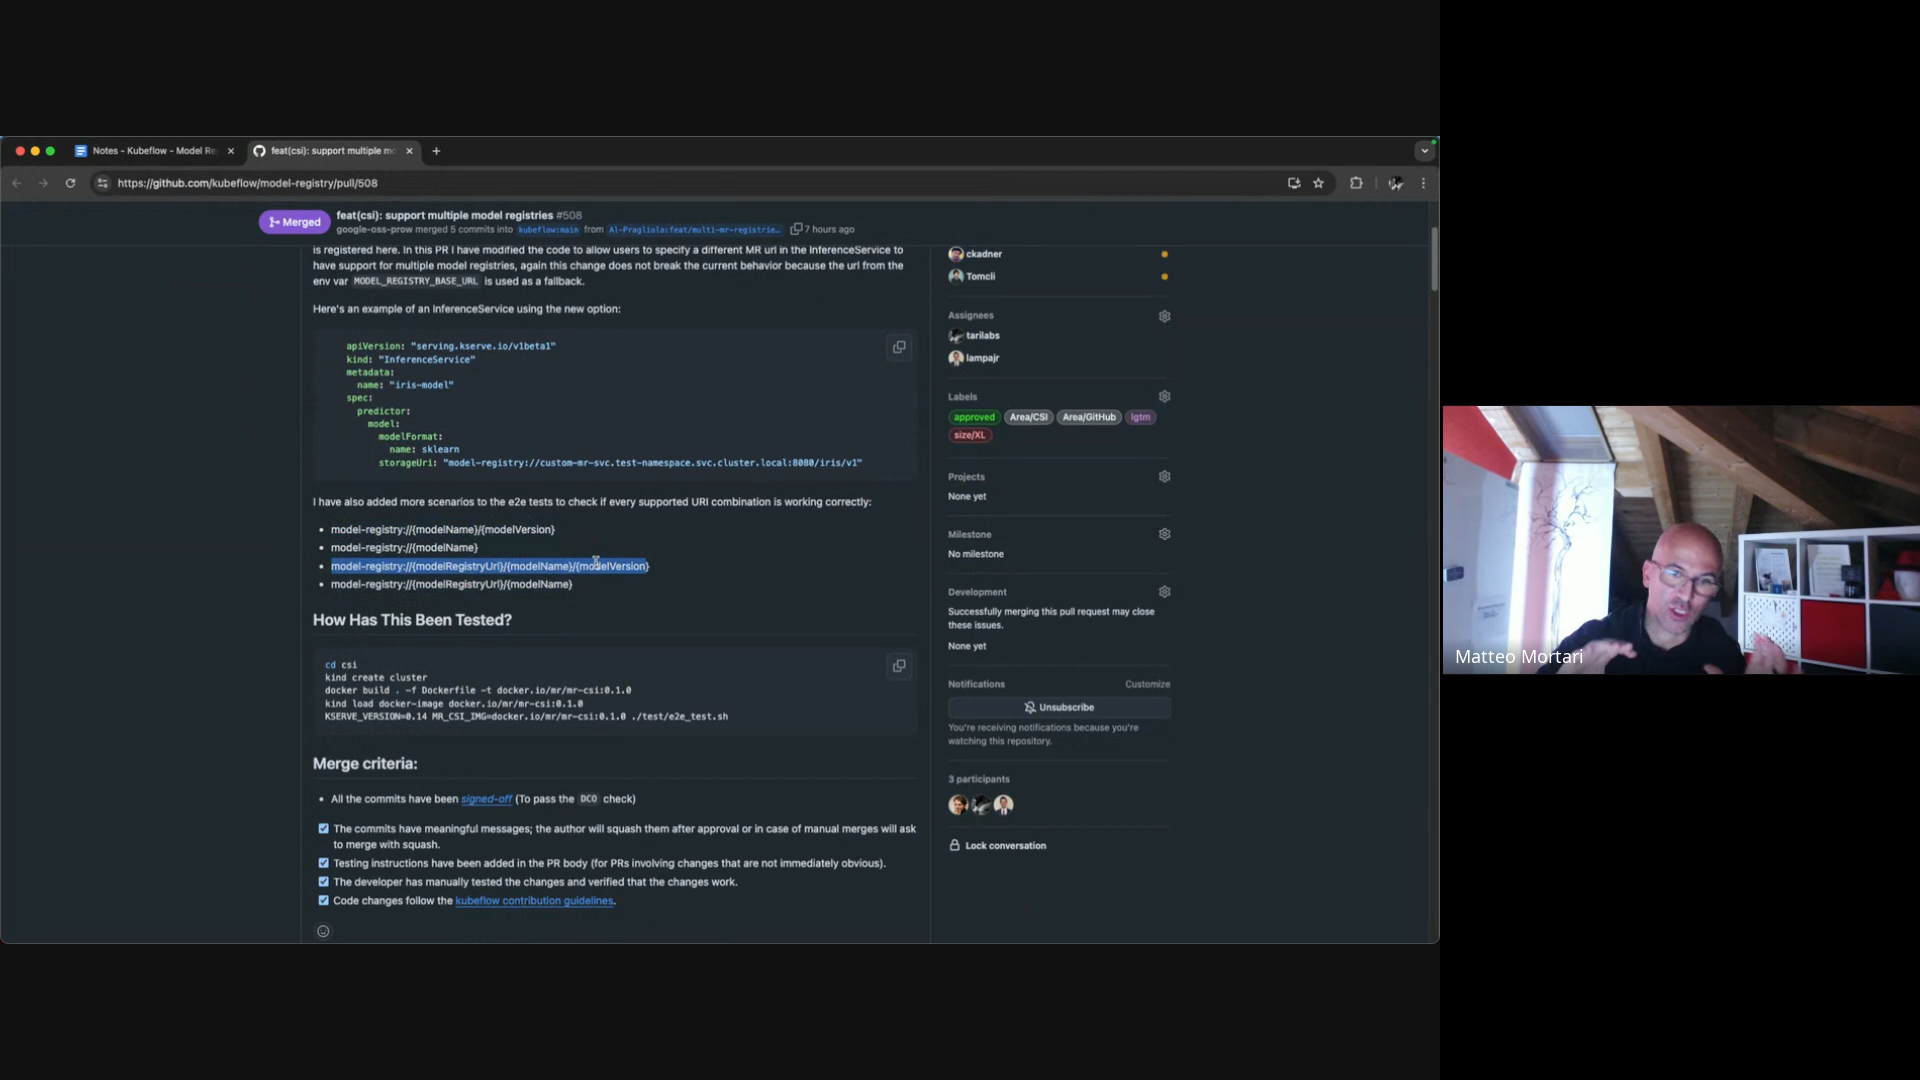 Notes - Kubeflow - Model Re
feat(csi): support multiple mo
https://github.com/kubeflow/model-registry/pull/508
Merged
feat(csi): support multiple model registries #508
google-oss-prow merged 5 commits into kubeflow:main from Al-Pragliola:feat/multi-mr-registrie… 7 hours ago
is registered here. In this PR I have modified the code to allow users to specify a different MR url in the InferenceService to
have support for multiple model registries, again this change does not break the current behavior because the url from the
env var MODEL_REGISTRY_BASE_URL is used as a fallback.
Here's an example of an InferenceService using the new option:
apiVersion: "serving.kserve.io/v1beta1"
kind: "InferenceService"
metadata:
name: "iris-model"
spec:
predictor:
model:
modelFormat:
name: sklearn
storageUri: "model-registry://custom-mr-svc.test-namespace.svc.cluster.local:8080/iris/v1"
I have also added more scenarios to the e2e tests to check if every supported URI combination is working correctly:
• model-registry://{modelName}/{modelVersion}
• model-registry://{modelName}
• model-registry://{modelRegistryUrl}/{modelName}/{modelVersion}
• model-registry://{modelRegistryUrl}/{modelName}
How Has This Been Tested?
cd csi
kind create cluster
docker build . -f Dockerfile -t docker.io/mr/mr-csi:0.1.0
kind load docker-image docker.io/mr/mr-csi:0.1.0
KSERVE_VERSION=0.14 MR_CSI_IMG=docker.io/mr/mr-csi:0.1.0 ./test/e2e_test.sh
Merge criteria:
• All the commits have been signed-off (To pass the DCO check)
The commits have meaningful messages; the author will squash them after approval or in case of manual merges will ask
to merge with squash.
Testing instructions have been added in the PR body (for PRs involving changes that are not immediately obvious).
The developer has manually tested the changes and verified that the changes work.
Code changes follow the kubeflow contribution guidelines.
ckadner
Tomcli
Assignees
tarilabs
lampajr
Labels
approved Area/CSI Area/GitHub lgtm
size/XL
Projects
None yet
Milestone
No milestone
Development
Successfully merging this pull request may close
these issues.
None yet
Notifications Customize
Unsubscribe
You're receiving notifications because you're
watching this repository.
3 participants
Lock conversation
Matteo Mortari